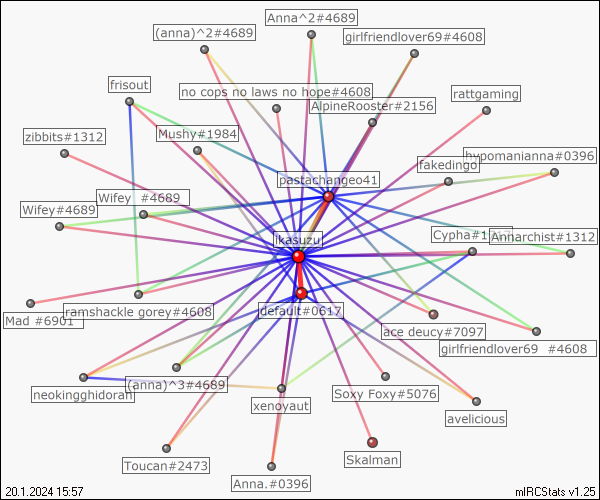 Anna^2#4689
(anna)^2#4689
girlfriendlover69#4608
frisout
no cops no laws no hope#4608
rattgaming
AlpineRooster#2156
zibbits#1312
Mushy#1984
fakedingo
hypomanianna#0396
pastachangeo41
Wifey #4689
Wifey#4689
Cypha#1
Annarchist#1312
ikasuzu
Mad #6901
ramshackle gorey#4608
default#0617
ace deucy#7097
girlfriendlover69 #4608
neokingghidorah
(anna)^3#4689
xenoyaut
Soxy Foxy#5076
avelicious
Toucan#2473
Anna.#0396
Skalman
20.1.2024 15:57
mIRCStats v1.25